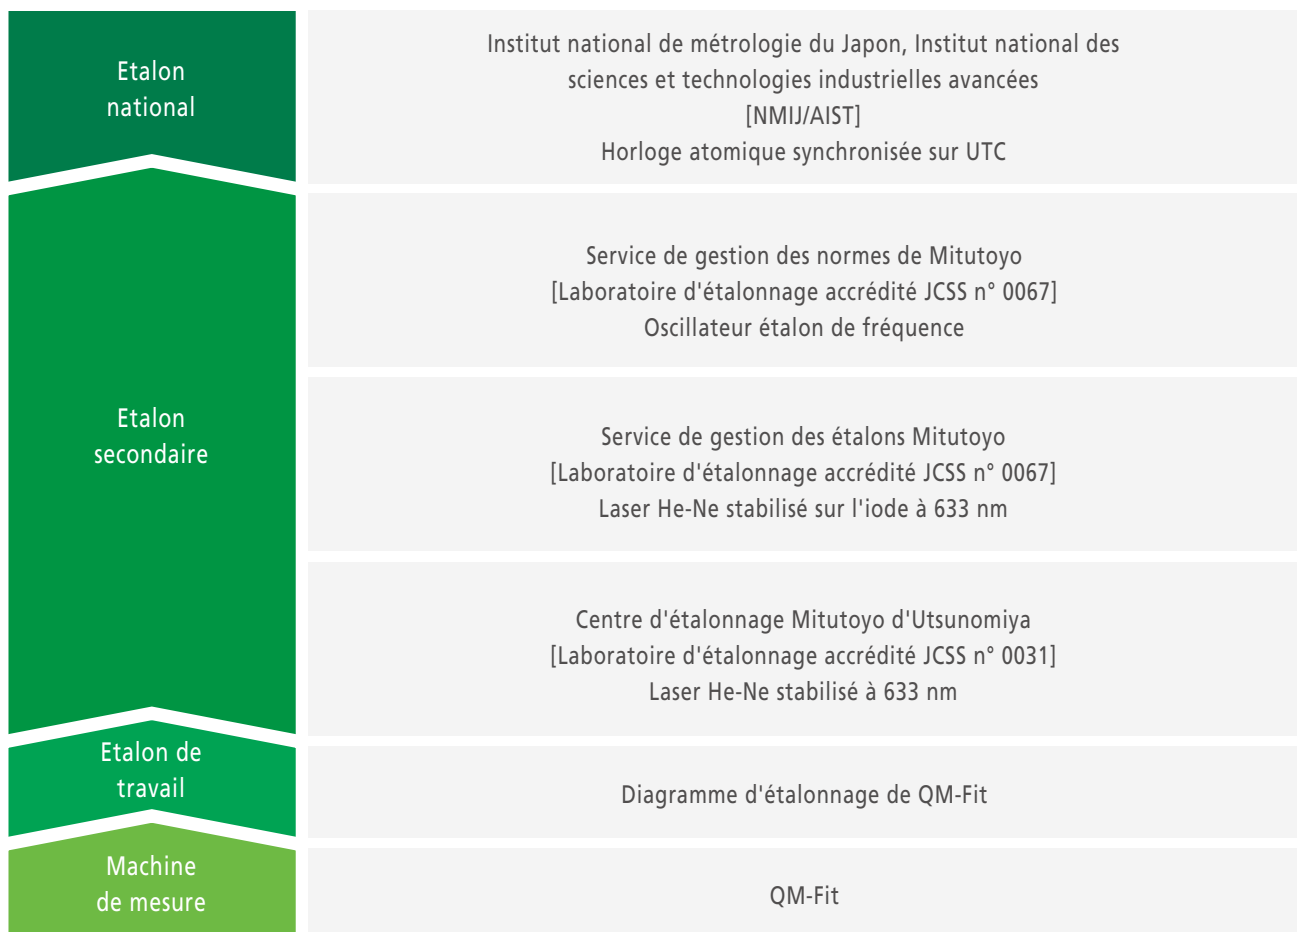 Etalon
national
Institut national de métrologie du Japon, Institut national des
sciences et technologies industrielles avancées
[NMIJ/AIST]
Horloge atomique synchronisée sur UTC
Etalon
secondaire
Service de gestion des normes de Mitutoyo
[Laboratoire d'étalonnage accrédité JCSS n° 0067]
Oscillateur étalon de fréquence
Service de gestion des étalons Mitutoyo
[Laboratoire d'étalonnage accrédité JCSS n° 0067]
Laser He-Ne stabilisé sur l'iode à 633 nm
Centre d'étalonnage Mitutoyo d'Utsunomiya
[Laboratoire d'étalonnage accrédité JCSS n° 0031]
Laser He-Ne stabilisé à 633 nm
Etalon de
travail
Diagramme d'étalonnage de QM-Fit
Machine
de mesure
QM-Fit